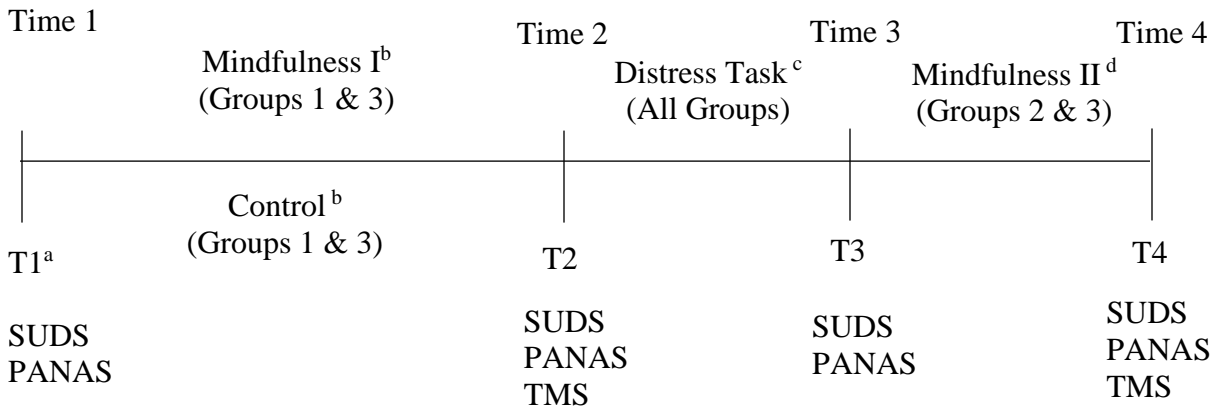 Time 1
Time 2
Time 3
Time 4
Mindfulness Iᵇ
(Groups 1 & 3)
Distress Task ᶜ
(All Groups)
Mindfulness II ᵈ
(Groups 2 & 3)
Control ᵇ
(Groups 1 & 3)
T1ᵃ
T2
T3
T4
SUDS
PANAS
SUDS
PANAS
TMS
SUDS
PANAS
SUDS
PANAS
TMS